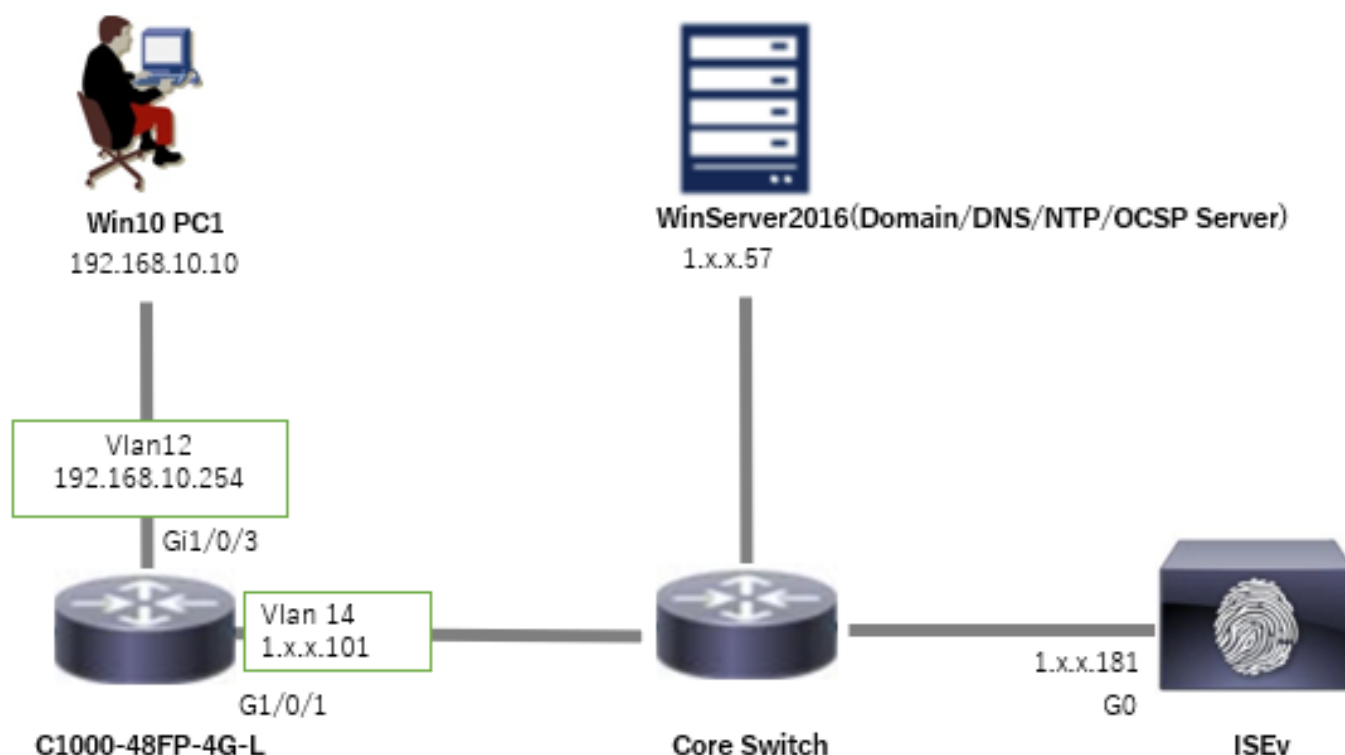 Win10 PC1
192.168.10.10
WinServer2016(Domain/DNS/NTP/OCSP Server)
1.x.x.57
Vlan12
192.168.10.254
Gi1/0/3
Vlan 14
1.x.x.101
G1/0/1
C1000-48FP-4G-L
Core Switch
1.x.x.181
G0
ISEv